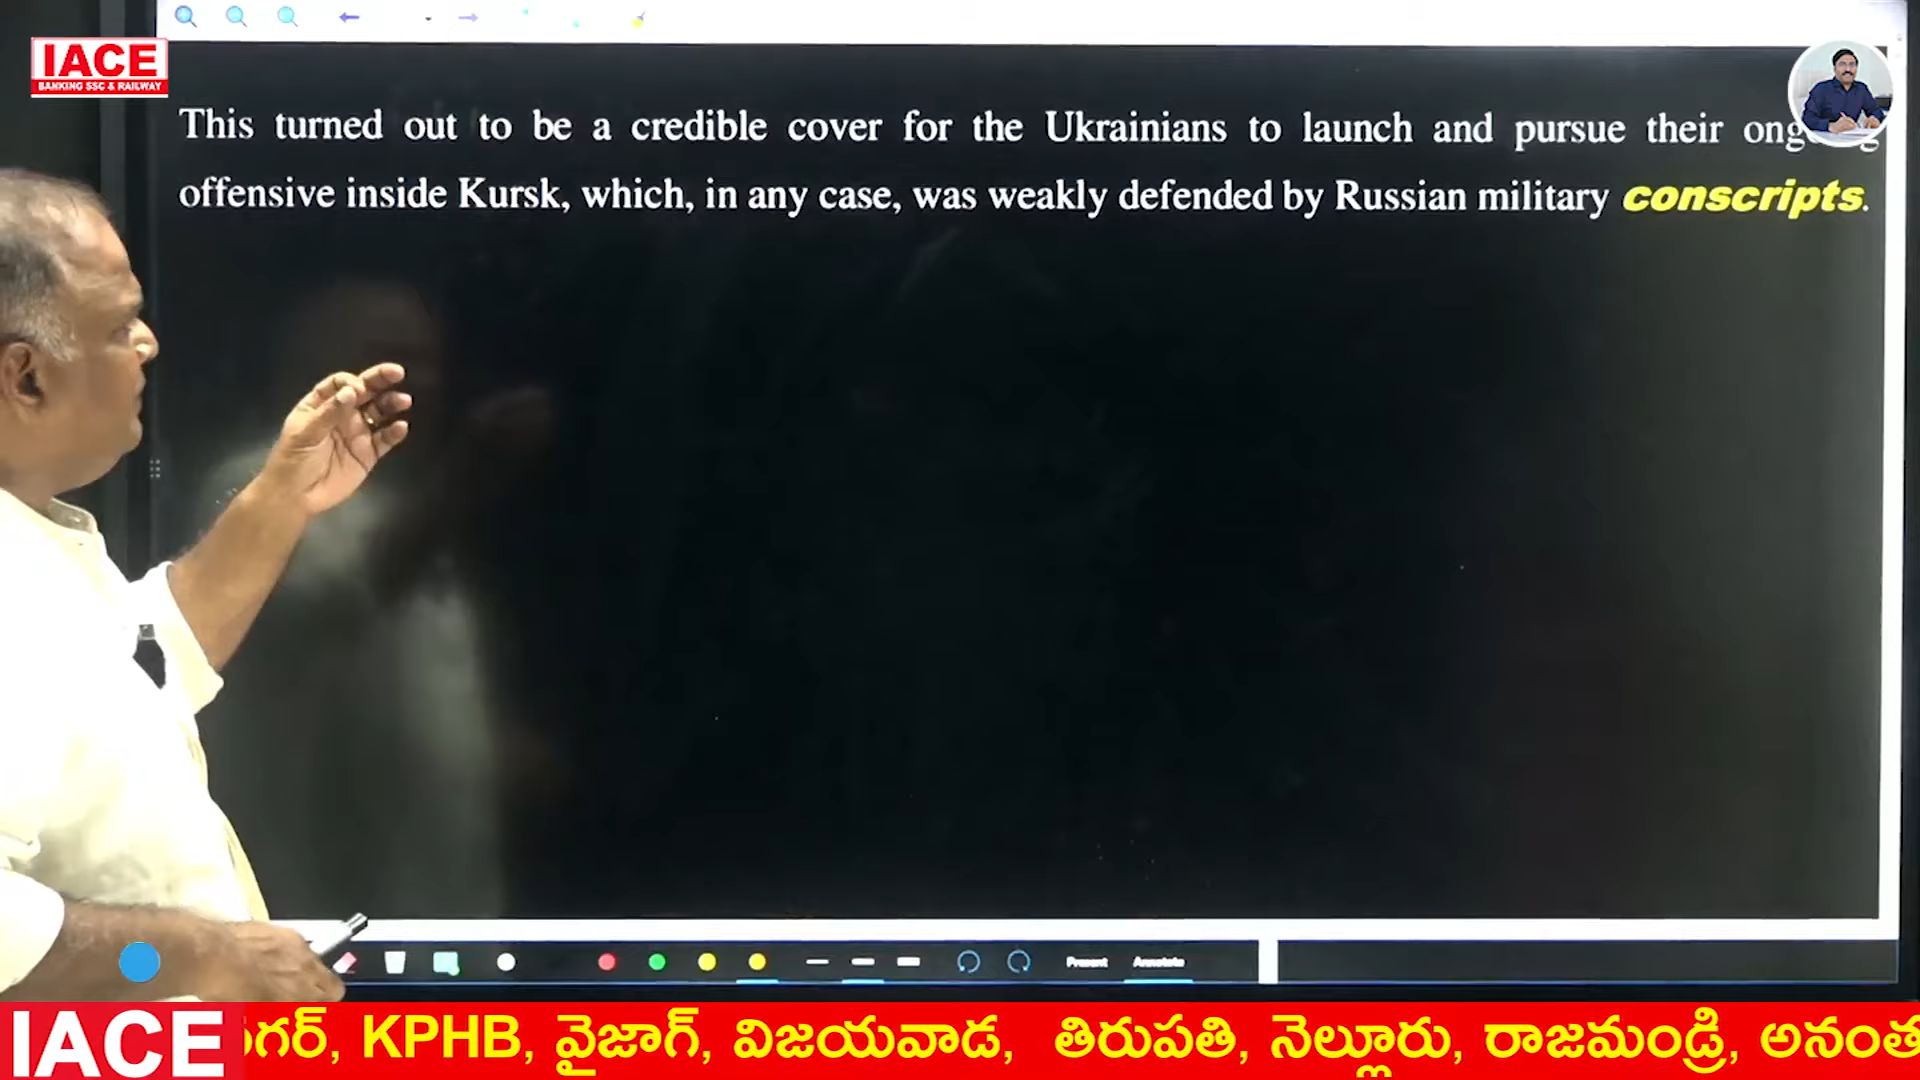 IACE
BANKING SSC & RAILWAY
This turned out to be a credible cover for the Ukrainians to launch and pursue their
offensive inside Kursk, which, in any case, was weakly defended by Russian military conscripts.
Present Annotate
IACE
గర్, KPHB, వైజాగ్, విజయవాడ, తిరుపతి, నెల్లూరు, రాజమండ్రి, అనంత